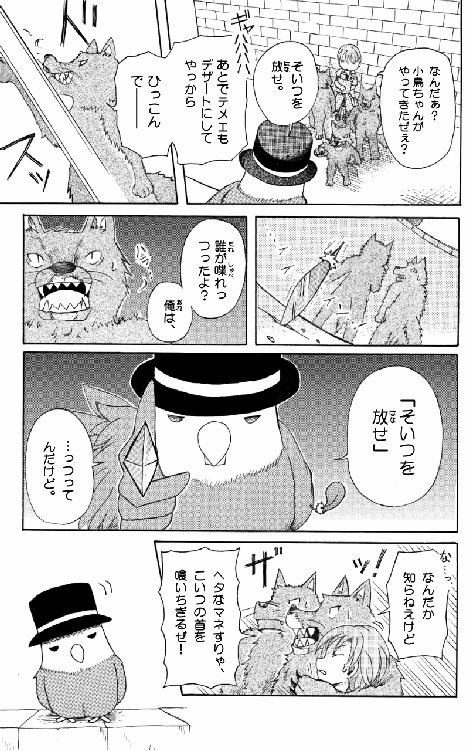 なんだぁ?
小鳥ちゃんが
やってきたぜぇ?
そいつを
放せ。
ギャハハハハ
あとでテメェも
デザートにして
やっから
ひっこん
でーー
誰が喋れっ
つったよ?
俺は、
「そいつを
放せ」
…っつって
んだけど。
な…っ
なんだか
知らねえけど
ヘタなマネすりゃ、
こいつの首を
喰いちぎるぜ!